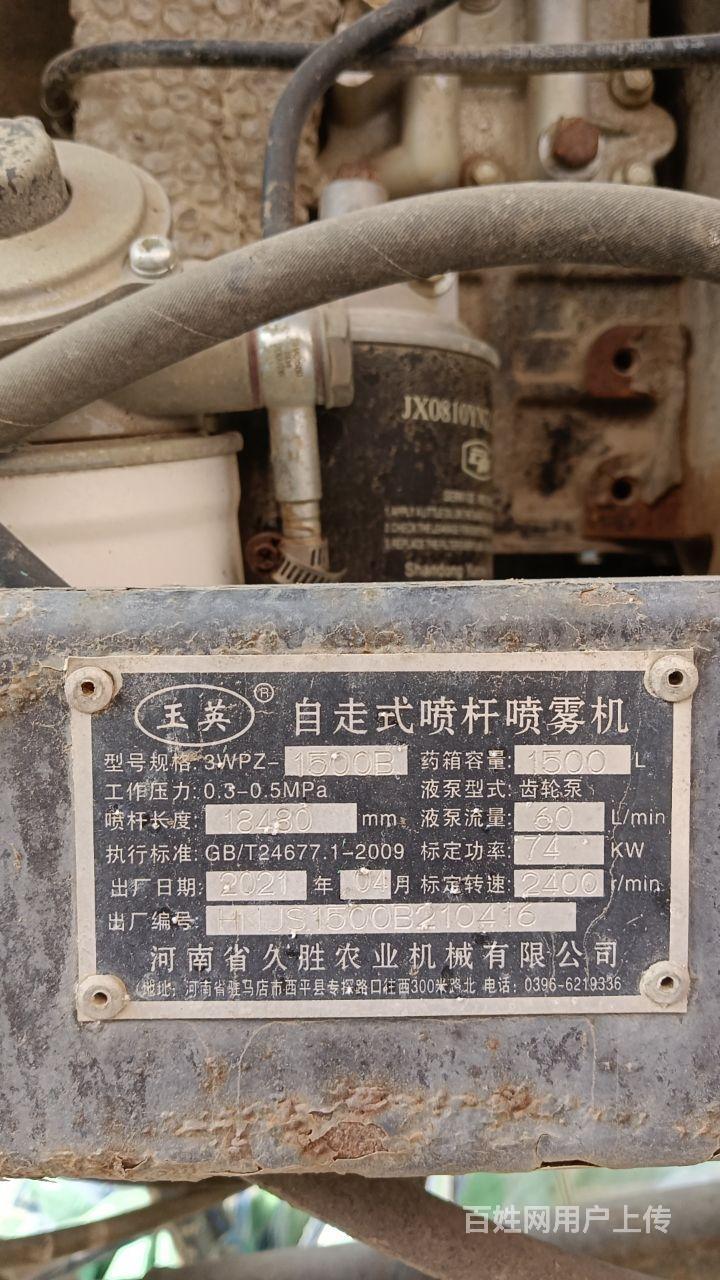 JX0810Y
玉英 ® 自走式喷杆喷雾机
型号规格: 3WPZ-1500B 药箱容量: 1500 L
工作压力: 0.3-0.5MPa 液泵型式: 齿轮泵
喷杆长度: 18480 mm 液泵流量: 60 L/min
执行标准: GB/T24677.1-2009 标定功率: 74 KW
出厂日期: 2021 年 04 月 标定转速: 2400 r/min
出厂编号: HNJS1500B210416
河南省久胜农业机械有限公司
地址: 河南省驻马店市西平县专探路口往西300米路北 电话: 0396-6219336
百姓网用户上传